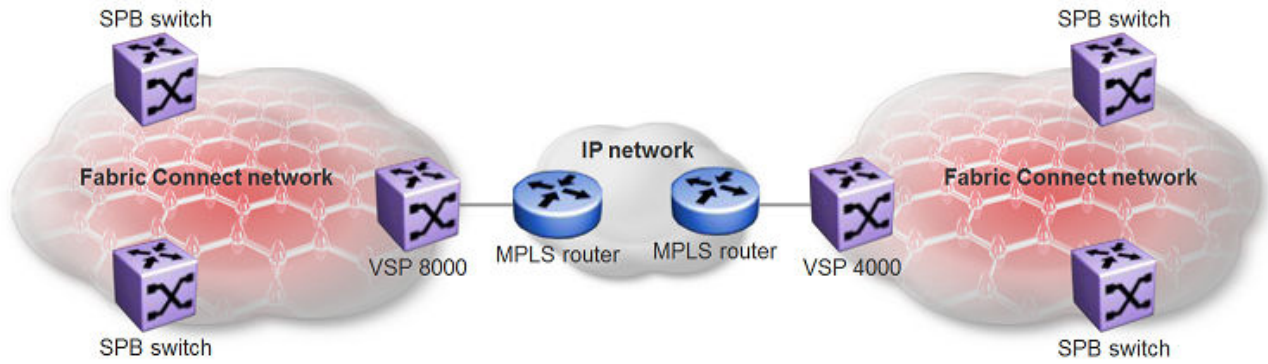 SPB switch
SPB switch
IP network
Fabric Connect network
Fabric Connect network
MPLS router
MPLS router
VSP 8000
VSP 4000
SPB switch
SPB switch